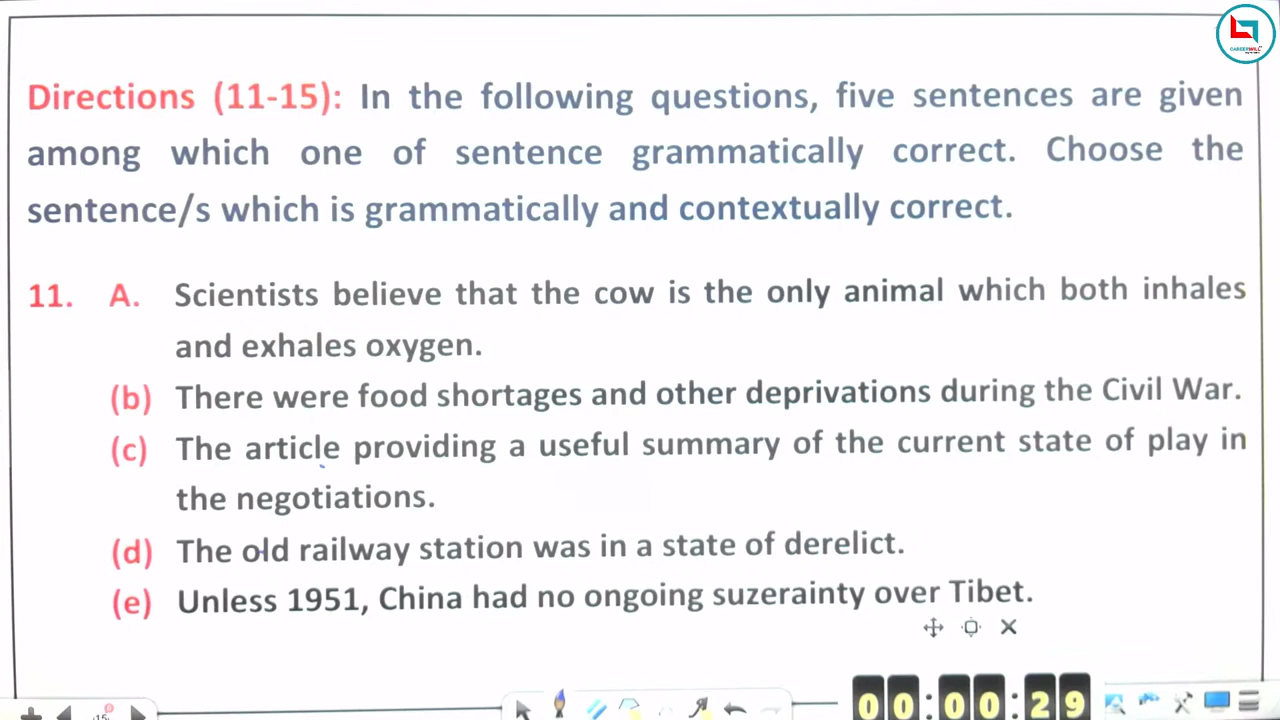 CAREERWILL
Directions (11-15): In the following questions, five sentences are given
among which one of sentence grammatically correct. Choose the
sentence/s which is grammatically and contextually correct.
11. A. Scientists believe that the cow is the only animal which both inhales
and exhales oxygen.
(b) There were food shortages and other deprivations during the Civil War.
(c) The article providing a useful summary of the current state of play in
the negotiations.
(d) The old railway station was in a state of derelict.
(e) Unless 1951, China had no ongoing suzerainty over Tibet.
00:00:29